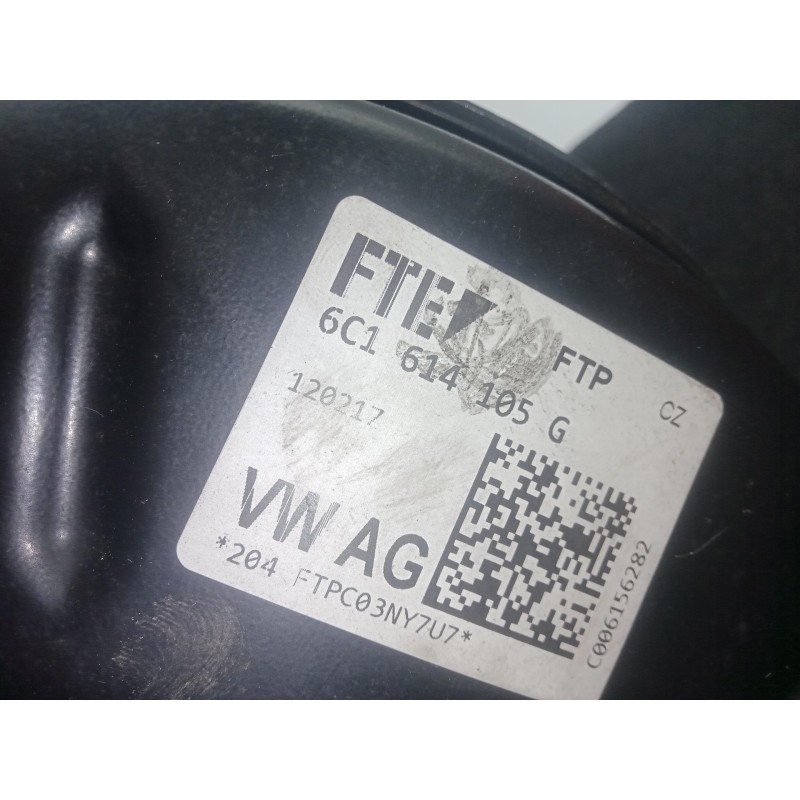 FTE
FTP CZ
6C1 614 105 G
120217
VW AG
*204 FTPC03NY7U7*
C006156282